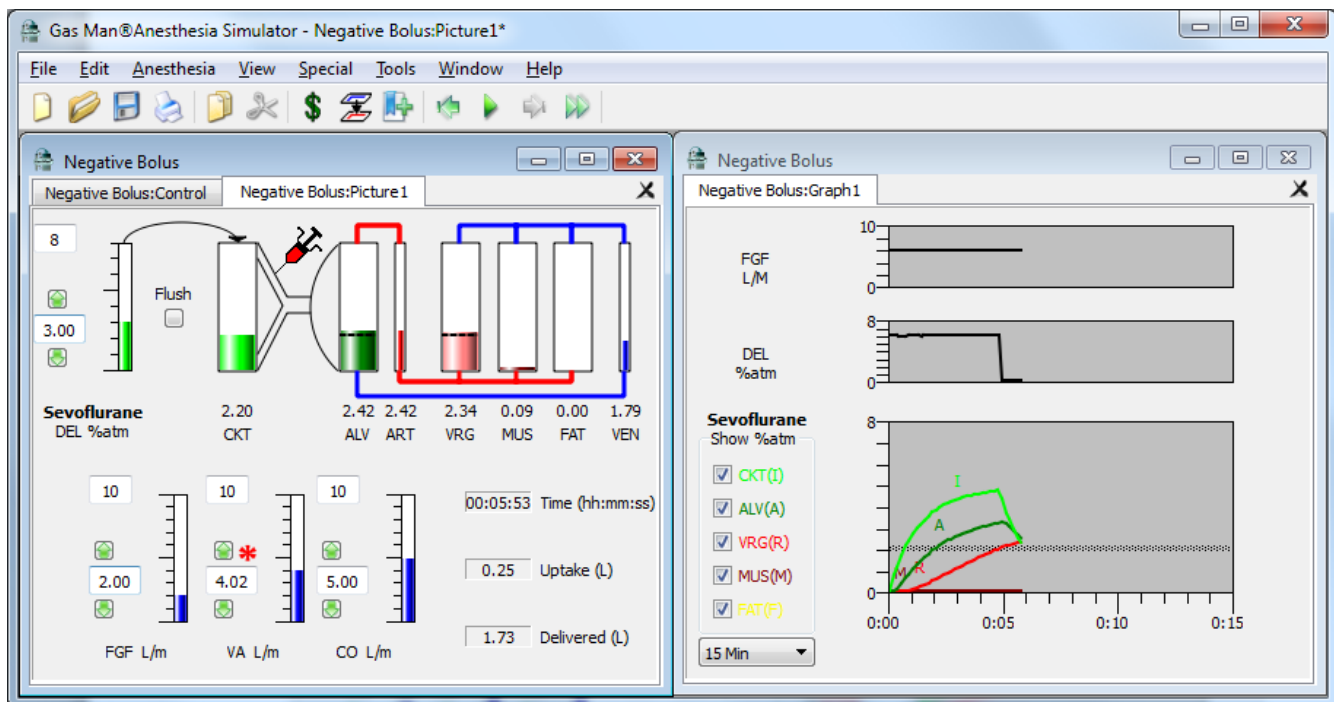 Gas Man®Anesthesia Simulator - Negative Bolus:Picture1*
File Edit Anesthesia View Special Tools Window Help
Negative Bolus
Negative Bolus:Control Negative Bolus:Picture1
8
Flush
3.00
Sevoflurane
DEL %atm
2.20 2.42 2.42 2.34 0.09 0.00 1.79
CKT ALV ART VRG MUS FAT VEN
10 10 10
00:05:53 Time (hh:mm:ss)
2.00 4.02 5.00
0.25 Uptake (L)
1.73 Delivered (L)
FGF L/m VA L/m CO L/m
Negative Bolus
Negative Bolus:Graph1
10
FGF
L/M
0
8
DEL
%atm
0
Sevoflurane
Show %atm
CKT(I)
ALV(A)
VRG(R)
MUS(M)
FAT(F)
15 Min
8
I
A
M R
0
0:00 0:05 0:10 0:15